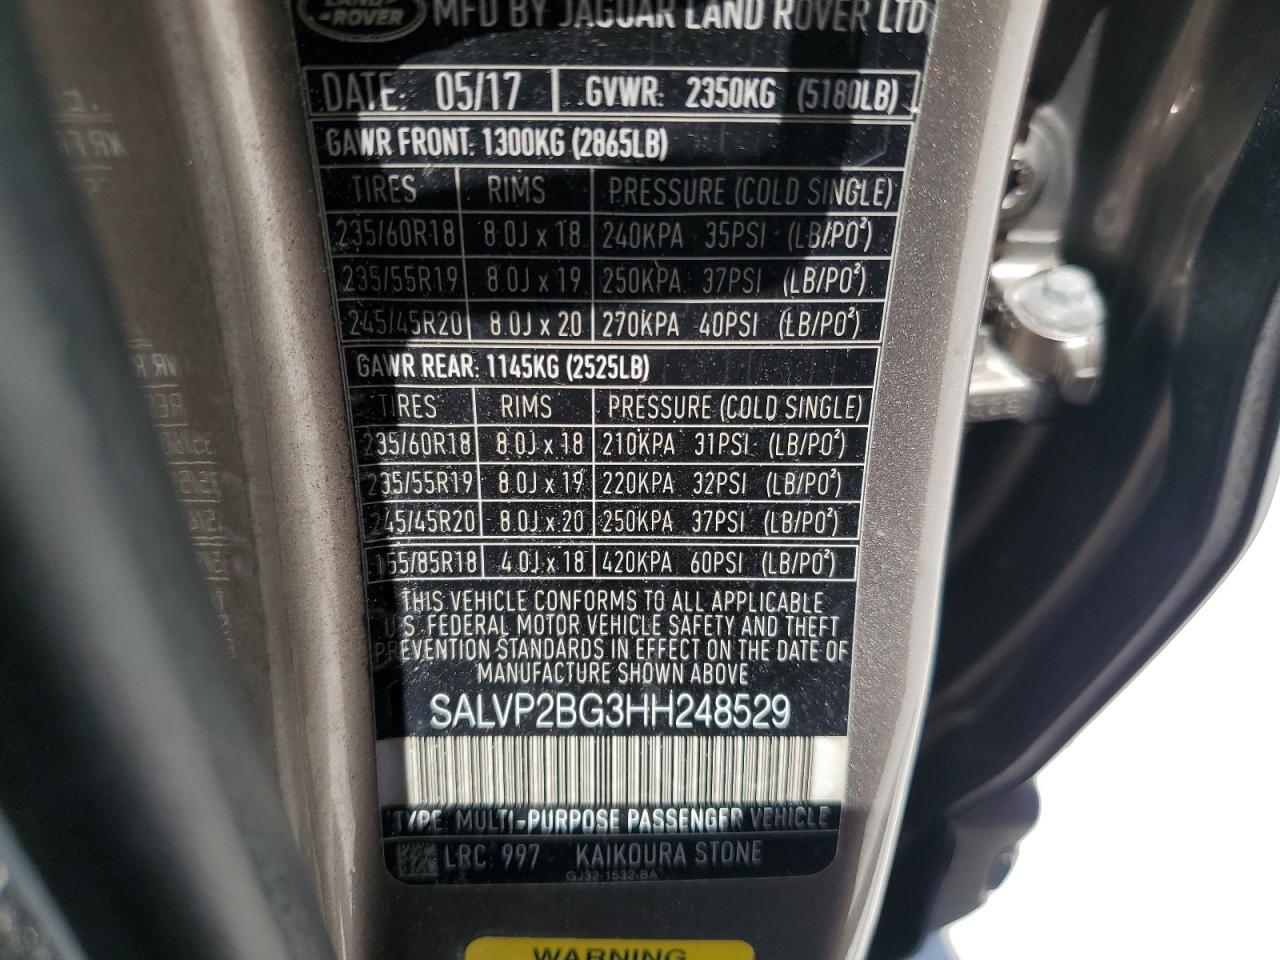 LAND ROVER
MFD BY JAGUAR LAND ROVER LTD
DATE: 05/17 GVWR: 2350KG (5180LB)
GAWR FRONT: 1300KG (2865LB)
TIRES RIMS PRESSURE (COLD SINGLE)
235/60R18 8.0J x 18 240KPA 35PSI (LB/PO²)
235/55R19 8.0J x 19 250KPA 37PSI (LB/PO²)
245/45R20 8.0J x 20 270KPA 40PSI (LB/PO²)
GAWR REAR: 1145KG (2525LB)
TIRES RIMS PRESSURE (COLD SINGLE)
235/60R18 8.0J x 18 210KPA 31PSI (LB/PO²)
235/55R19 8.0J x 19 220KPA 32PSI (LB/PO²)
245/45R20 8.0J x 20 250KPA 37PSI (LB/PO²)
155/85R18 4.0J x 18 420KPA 60PSI (LB/PO²)
THIS VEHICLE CONFORMS TO ALL APPLICABLE
U.S. FEDERAL MOTOR VEHICLE SAFETY AND THEFT
PREVENTION STANDARDS IN EFFECT ON THE DATE OF
MANUFACTURE SHOWN ABOVE
SALVP2BG3HH248529
TYPE: MULTI-PURPOSE PASSENGER VEHICLE
LRC 997 KAIKOURA STONE
GJ32-1532-BA
WARNING